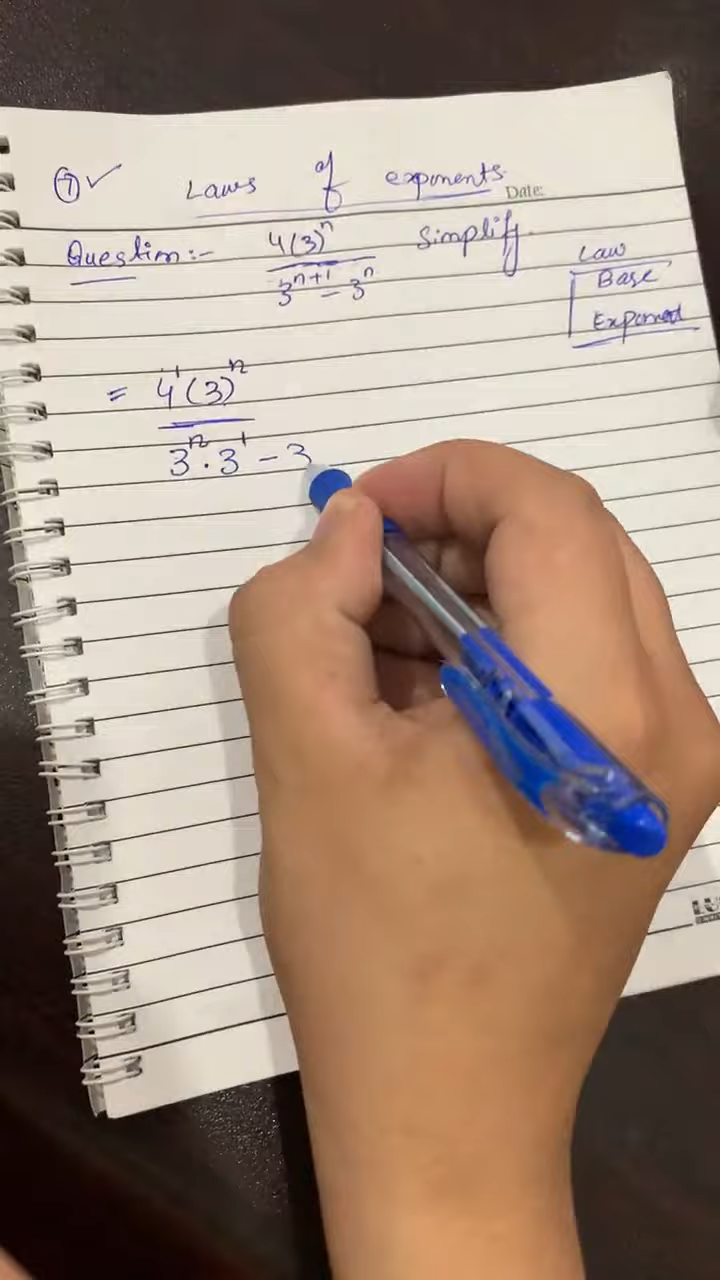 ⑦ ✓ Laws of exponents
Date:
Question:- 4(3)^n / 3^{n+1} - 3^n Simplify.
Law
Base
Exponent
= 4^1(3)^n
3^n . 3^1 - 3